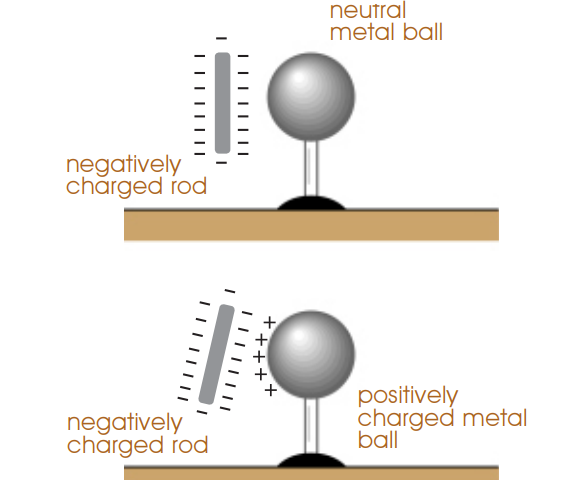 neutral
metal ball
negatively
charged rod
positively
charged metal
ball
negatively
charged rod